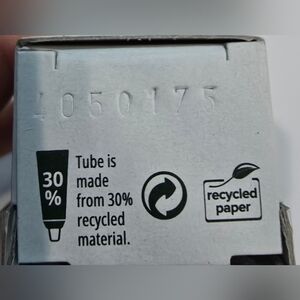 4050175
30
%
Tube is
made
from 30%
recycled
material.
recycled
paper